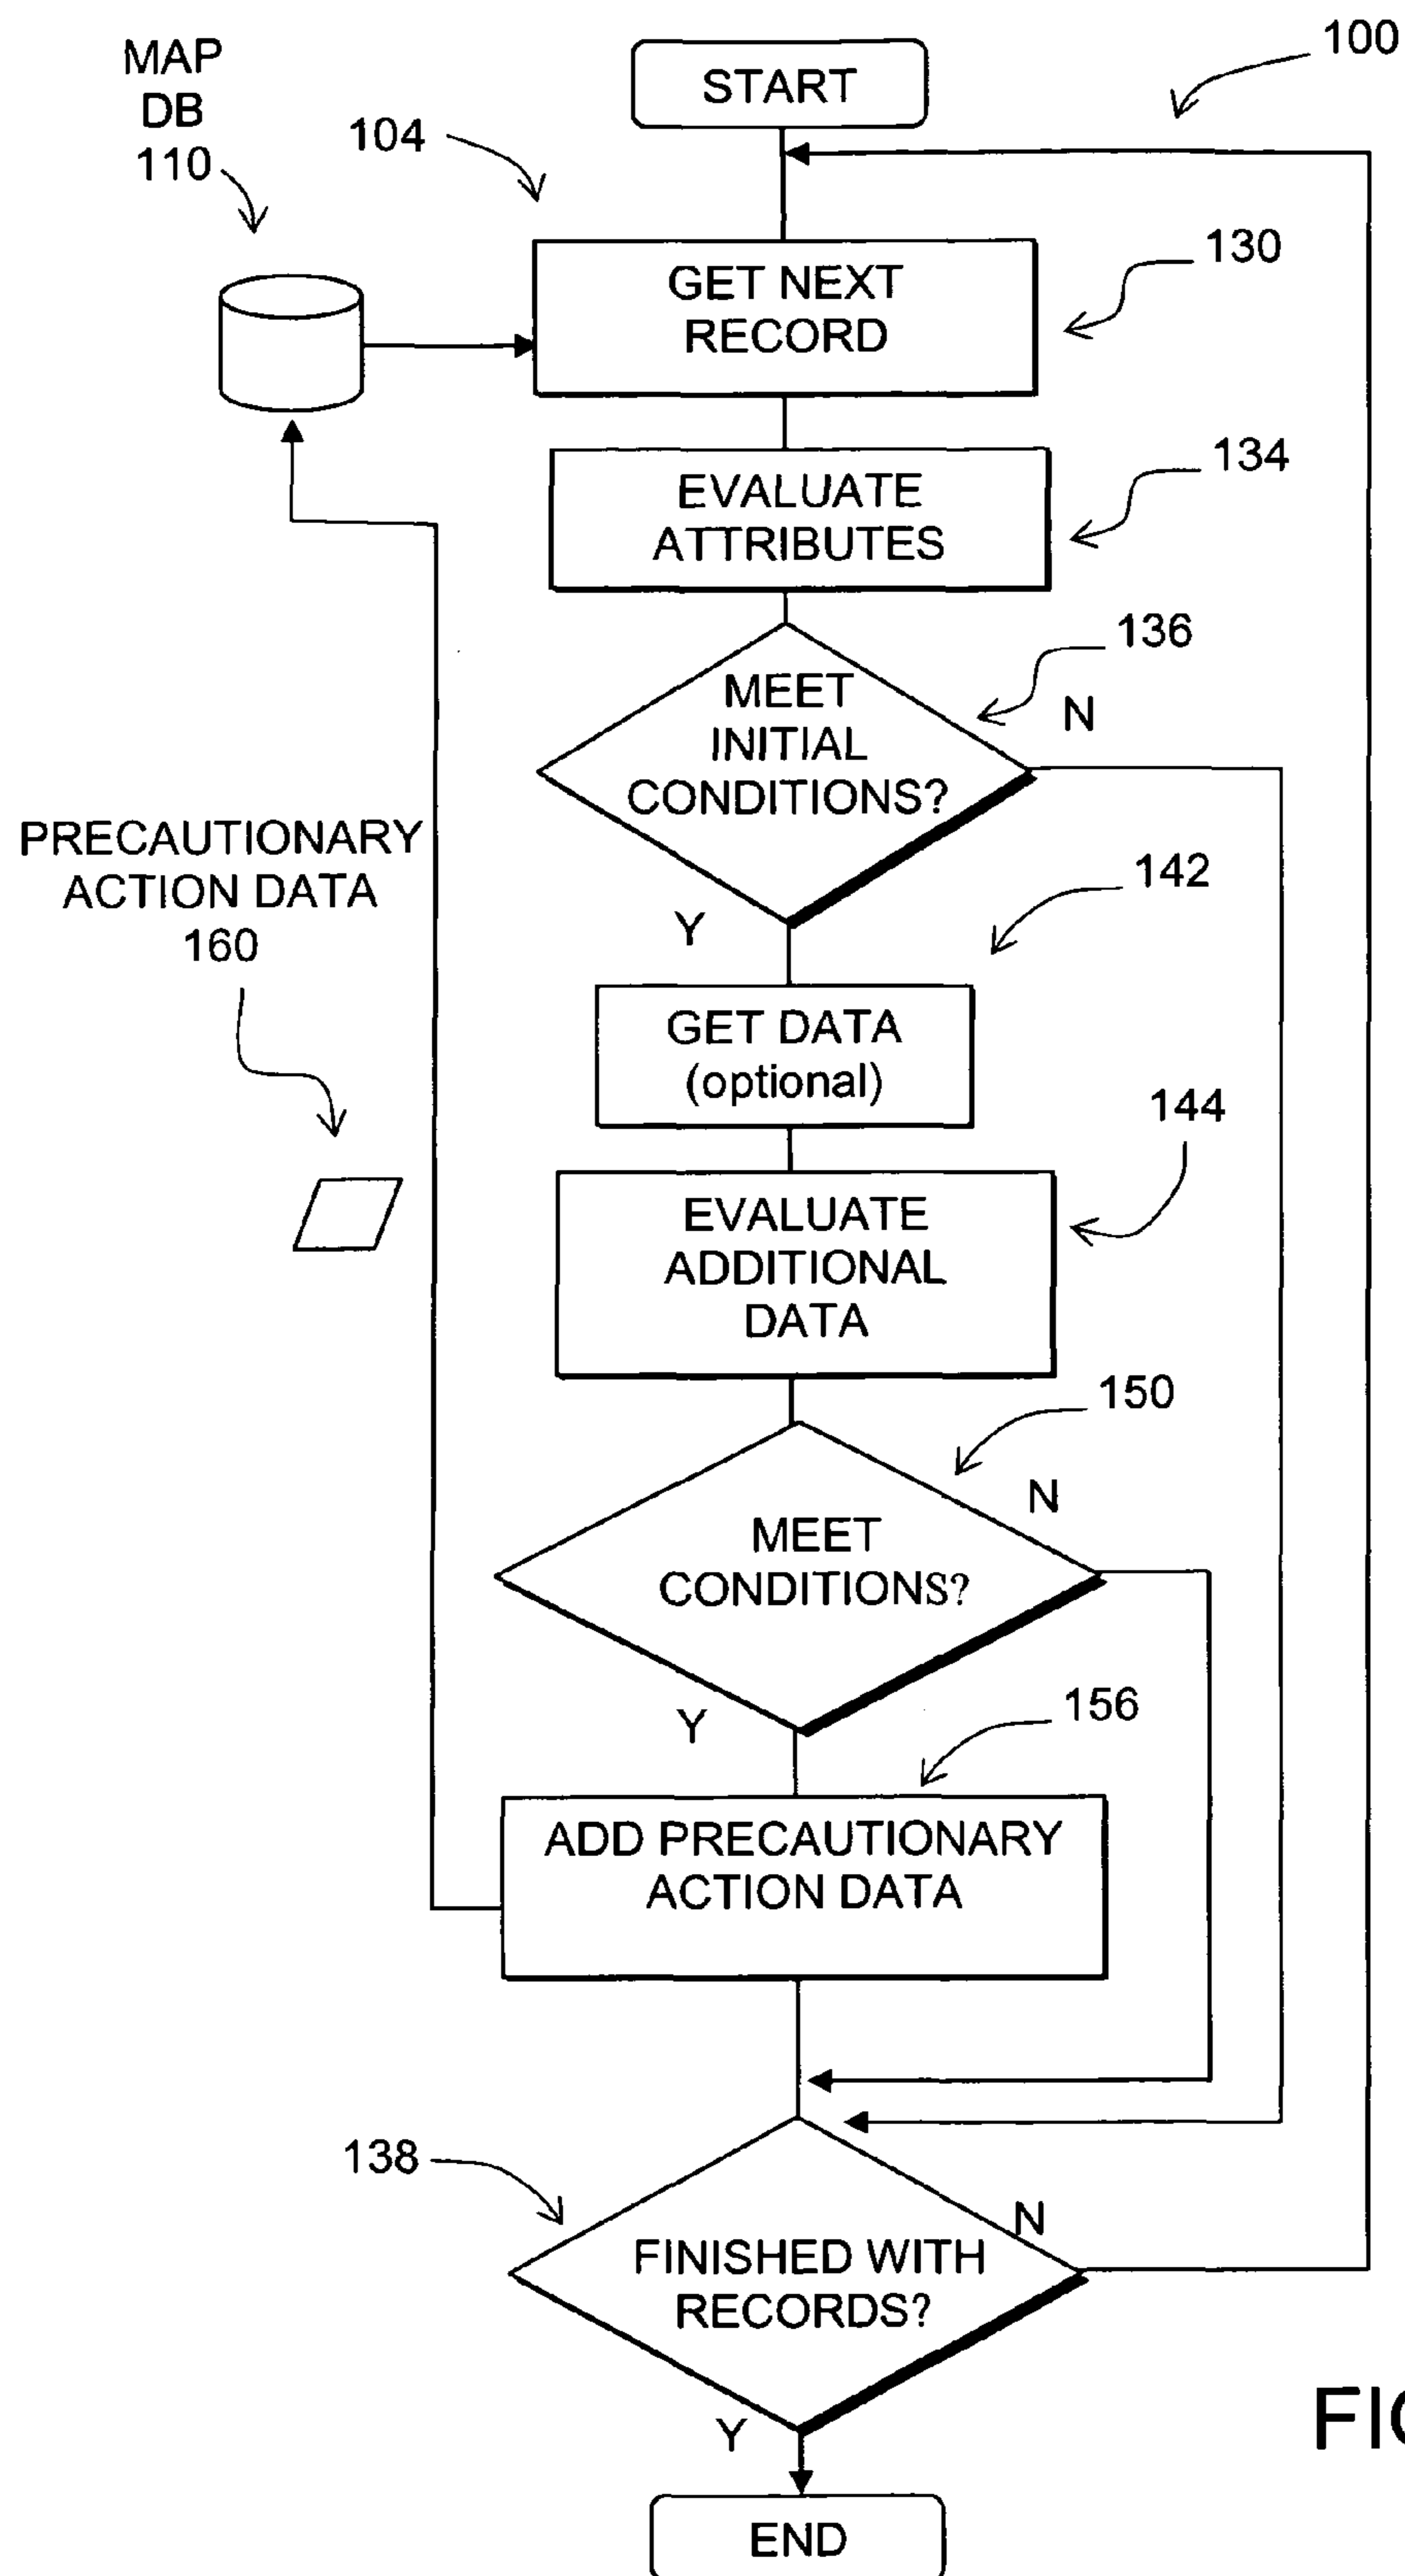 100
MAP
DB
110
START
104
130
GET NEXT
RECORD
134
EVALUATE
ATTRIBUTES
136
MEET
INITIAL
CONDITIONS?
N
PRECAUTIONARY
ACTION DATA
160
142
Y
GET DATA
(optional)
144
EVALUATE
ADDITIONAL
DATA
150
N
MEET
CONDITIONS?
Y
156
ADD PRECAUTIONARY
ACTION DATA
138
N
FINISHED WITH
RECORDS?
Y
END